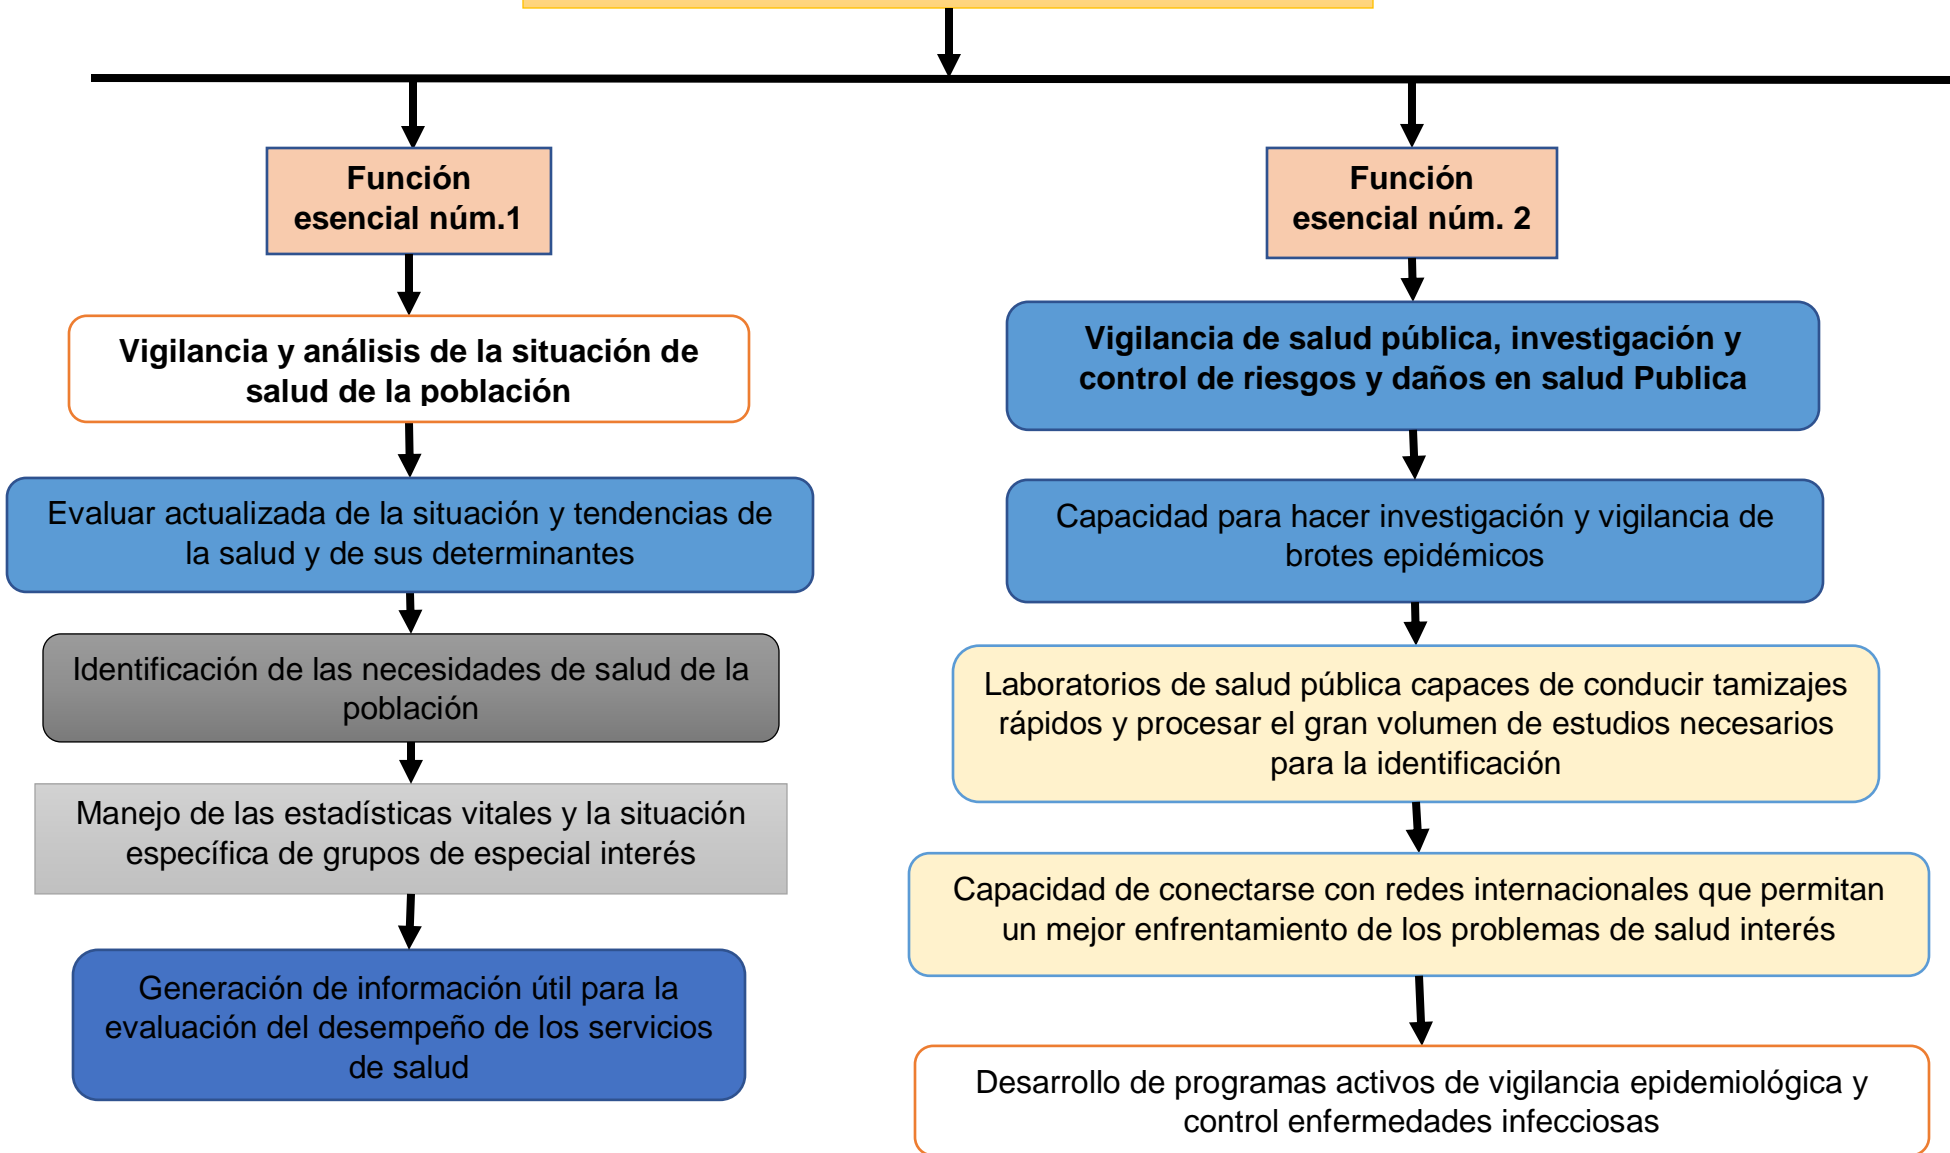 Función
esencial núm.1
Vigilancia y análisis de la situación de
salud de la población
Evaluar actualizada de la situación y tendencias de
la salud y de sus determinantes
Identificación de las necesidades de salud de la
población
Manejo de las estadísticas vitales y la situación
específica de grupos de especial interés
Generación de información útil para la
evaluación del desempeño de los servicios
de salud
Función
esencial núm. 2
Vigilancia de salud pública, investigación y
control de riesgos y daños en salud Publica
Capacidad para hacer investigación y vigilancia de
brotes epidémicos
Laboratorios de salud pública capaces de conducir tamizajes
rápidos y procesar el gran volumen de estudios necesarios
para la identificación
Capacidad de conectarse con redes internacionales que permitan
un mejor enfrentamiento de los problemas de salud interés
Desarrollo de programas activos de vigilancia epidemiológica y
control enfermedades infecciosas